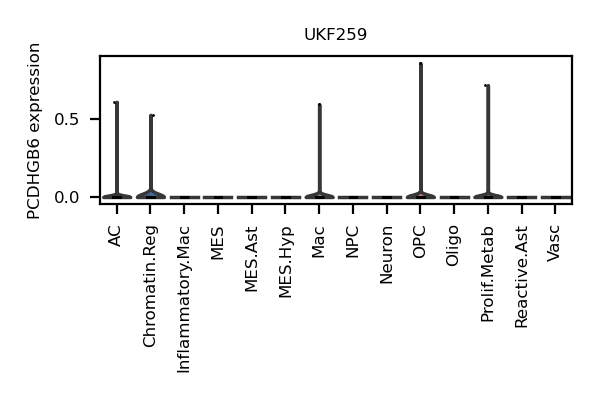 UKF259
PCDHGB6 expression
0.5
0.0
AC
Chromatin.Reg
Inflammatory.Mac
MES
MES.Ast
MES.Hyp
Mac
NPC
Neuron
OPC
Oligo
Prolif.Metab
Reactive.Ast
Vasc